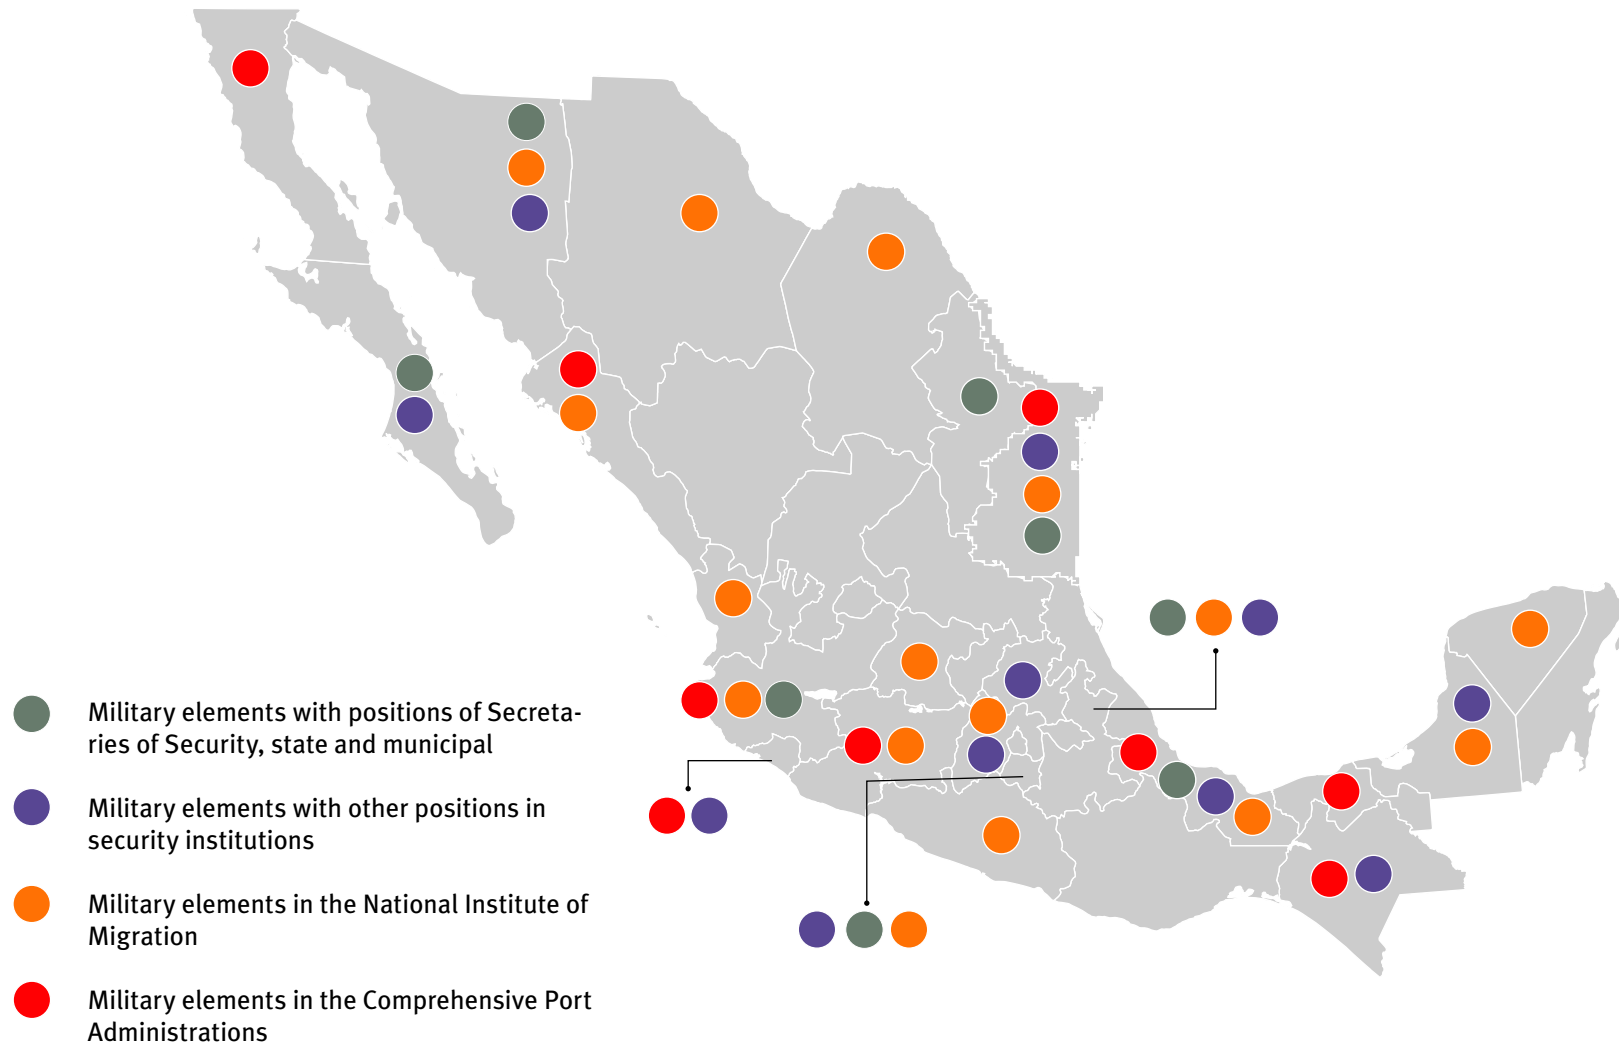 Military elements with positions of Secreta-
ries of Security, state and municipal
Military elements with other positions in
security institutions
Military elements in the National Institute of
Migration
Military elements in the Comprehensive Port
Administrations